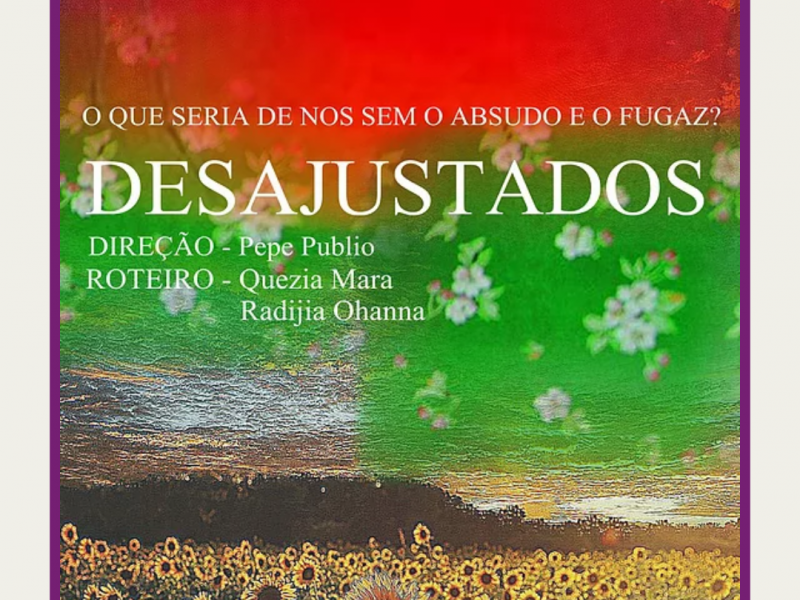 O QUE SERIA DE NOS SEM O ABSUDO E O FUGAZ?
DESAJUSTADOS
DIREÇÃO - Pepe Publio
ROTEIRO - Quezia Mara
Radijia Ohanna